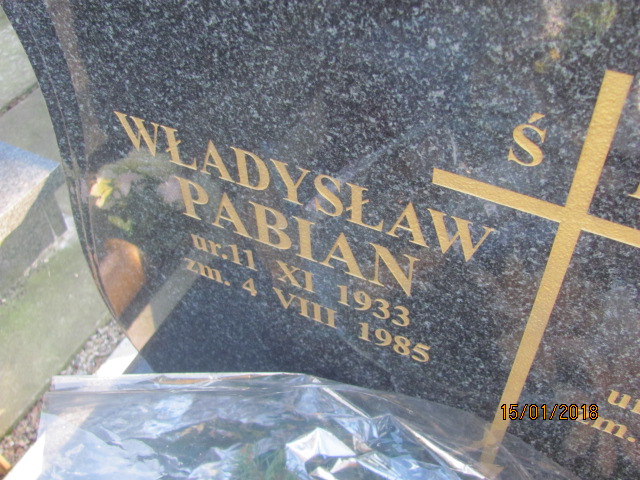 WŁADYSŁAW
PABIAN
ur. 11 XI 1933
zm. 4 VIII 1985
Ś
15/01/2018